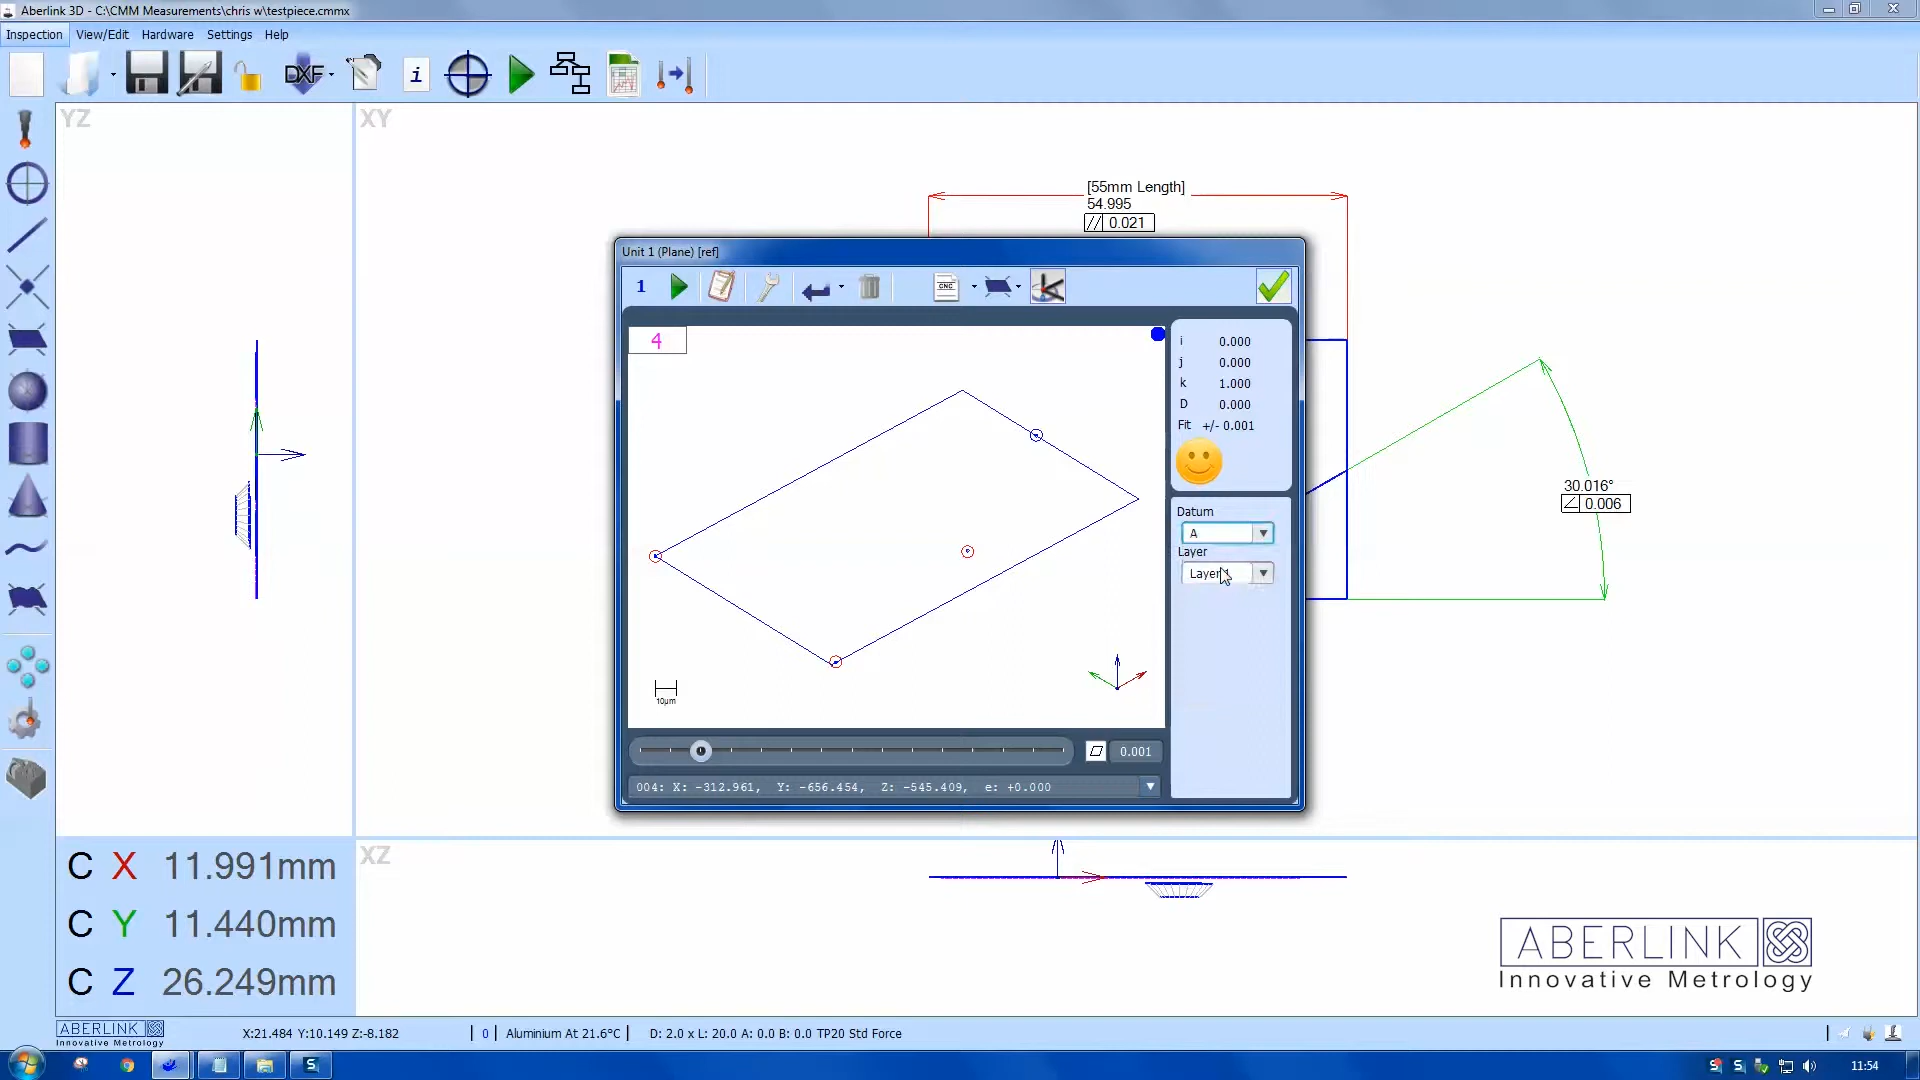 Aberlink 3D - C:\CMM Measurements\chris w\testpiece.cmmx
Inspection View/Edit Hardware Settings Help
DXF
i
YZ
XY
[55mm Length]
54.995
// 0.021
Unit 1 (Plane) [ref]
1
CNC
4
i 0.000
j 0.000
k 1.000
D 0.000
Fit +/- 0.001
Datum
A
Layer
30.016°
∠ 0.006
10µm
0.001
004: X: -312.961, Y: -656.454, Z: -545.409, e: +0.000
XZ
C X 11.991mm
C Y 11.440mm
C Z 26.249mm
ABERLINK
Innovative Metrology
ABERLINK
Innovative Metrology
X:21.484 Y:10.149 Z:-8.182
0
Aluminium At 21.6°C
D: 2.0 x L: 20.0 A: 0.0 B: 0.0 TP20 Std Force
11:54